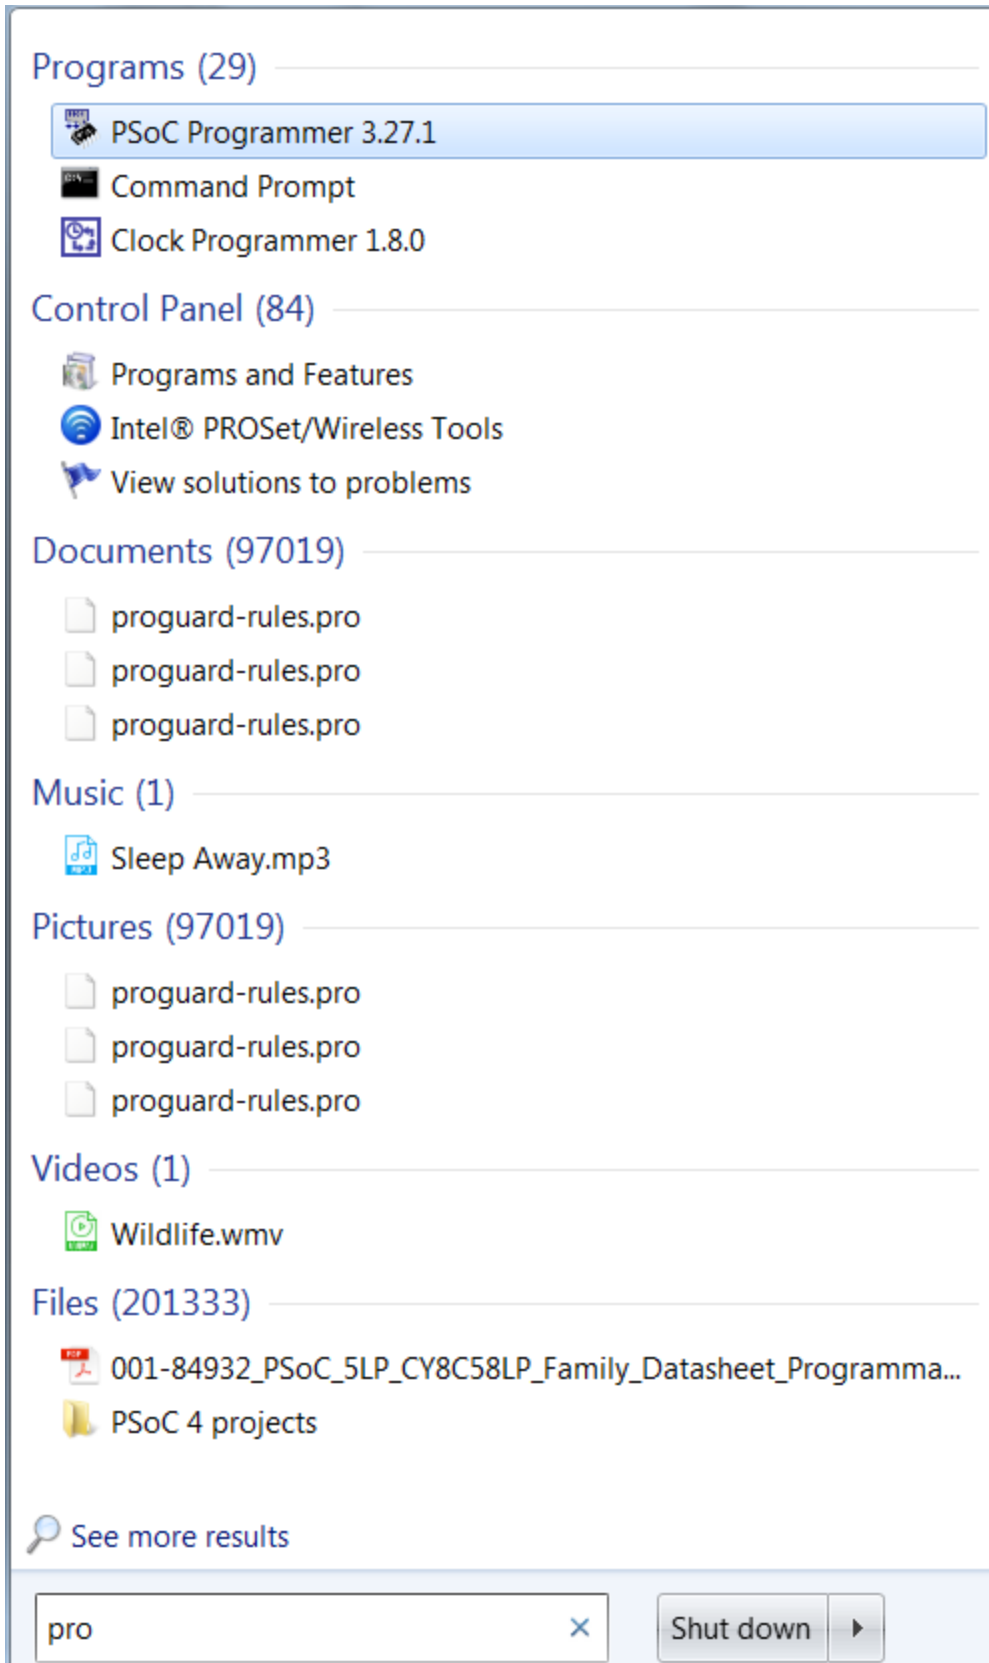 Programs (29)
PSoC Programmer 3.27.1
Command Prompt
Clock Programmer 1.8.0
Control Panel (84)
Programs and Features
Intel® PROSet/Wireless Tools
View solutions to problems
Documents (97019)
proguard-rules.pro
proguard-rules.pro
proguard-rules.pro
Music (1)
Sleep Away.mp3
Pictures (97019)
proguard-rules.pro
proguard-rules.pro
proguard-rules.pro
Videos (1)
Wildlife.wmv
Files (201333)
001-84932_PSoC_5LP_CY8C58LP_Family_Datasheet_Programma...
PSoC 4 projects
See more results
pro
Shut down